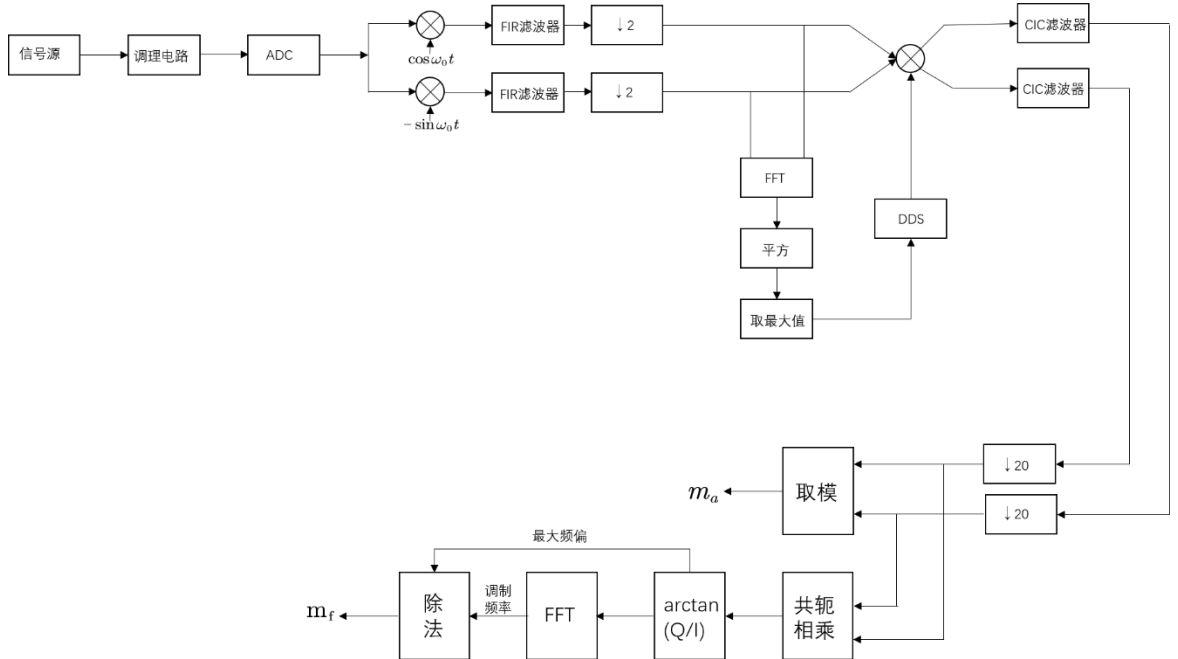 信号源
调理电路
ADC
cos ω₀t
− sin ω₀t
FIR滤波器
↓2
FIR滤波器
↓2
CIC滤波器
CIC滤波器
FFT
平方
取最大值
DDS
↓20
↓20
取模
mₐ
最大频偏
共轭
相乘
arctan
(Q/I)
FFT
调制
频率
除
法
m_f